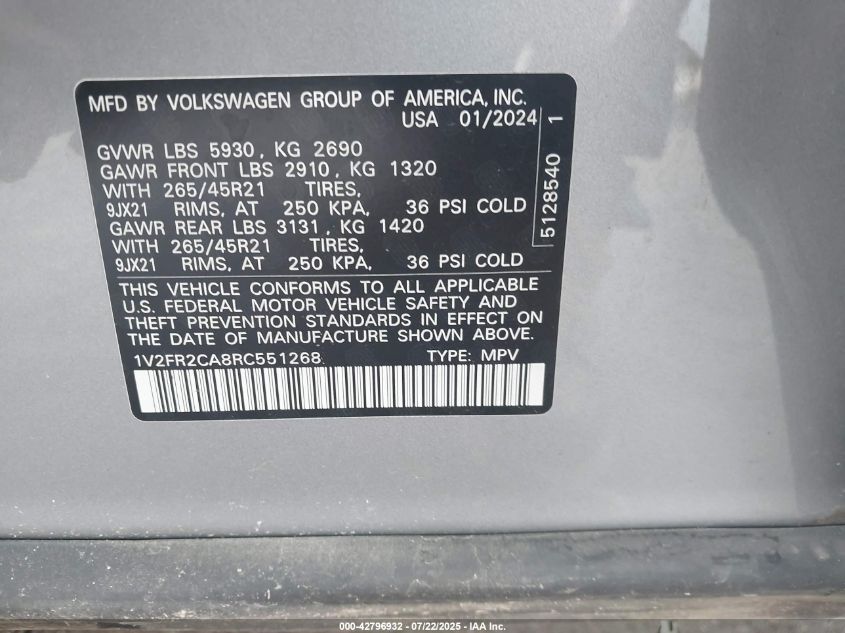 MFD BY VOLKSWAGEN GROUP OF AMERICA, INC.
USA 01/2024
GVWR LBS 5930, KG 2690
GAWR FRONT LBS 2910, KG 1320
WITH 265/45R21 TIRES,
9JX21 RIMS, AT 250 KPA, 36 PSI COLD
GAWR REAR LBS 3131, KG 1420
WITH 265/45R21 TIRES,
9JX21 RIMS, AT 250 KPA, 36 PSI COLD
5128540 1
THIS VEHICLE CONFORMS TO ALL APPLICABLE
U.S. FEDERAL MOTOR VEHICLE SAFETY AND
THEFT PREVENTION STANDARDS IN EFFECT ON
THE DATE OF MANUFACTURE SHOWN ABOVE.
1V2FR2CA8RC551268 TYPE: MPV
000-42796932 - 07/22/2025 - IAA Inc.